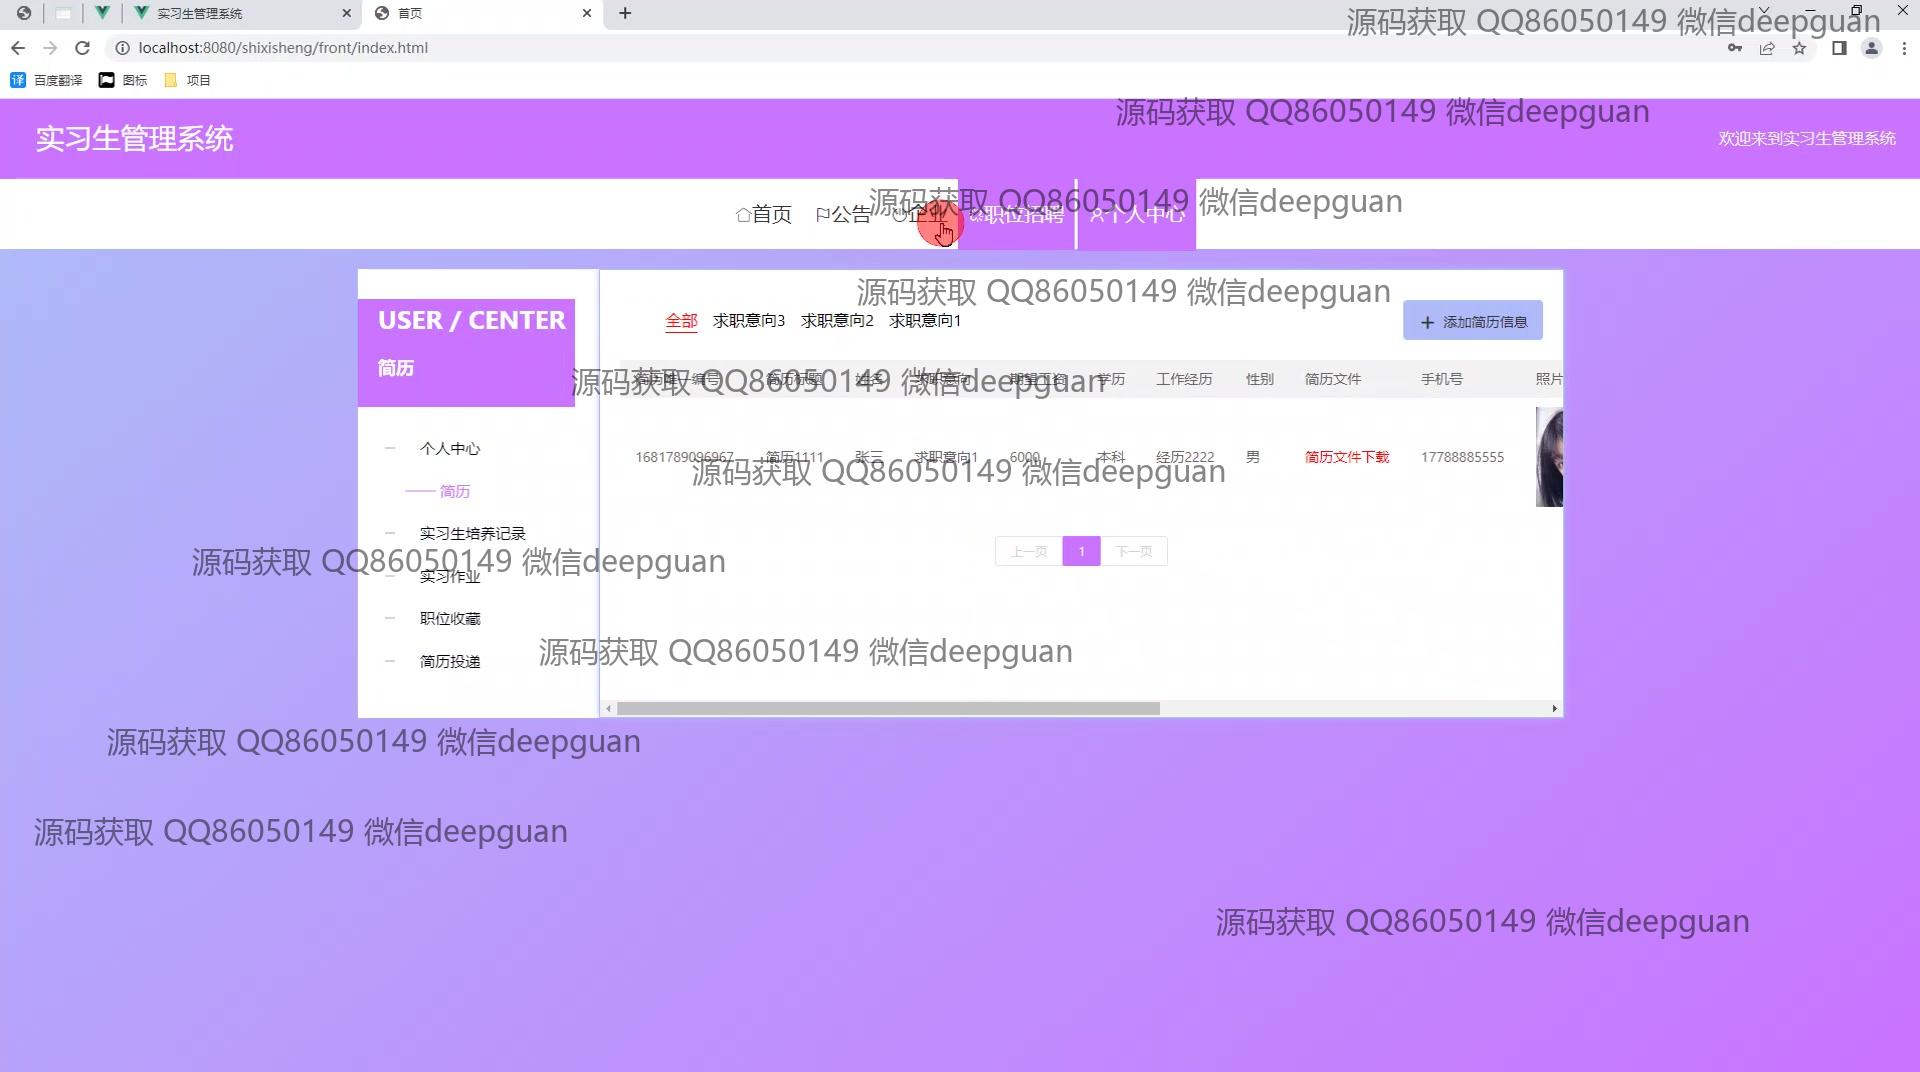 实习生管理系统
首页
源码获取 QQ86050149 微信deepguan
localhost:8080/shixisheng/front/index.html
百度翻译 图标 项目
源码获取 QQ86050149 微信deepguan
实习生管理系统
欢迎来到实习生管理系统
源码获取 QQ86050149 微信deepguan
首页 公告 企业 职位招聘 个人中心
源码获取 QQ86050149 微信deepguan
USER / CENTER
简历
全部 求职意向3 求职意向2 求职意向1
添加简历信息
源码获取 QQ86050149 微信deepguan
简历标题 姓名 求职意向 期望工资 学历 工作经历 性别 简历文件 手机号 照片
1681789096967 简历1111 张三 求职意向1 6000 本科 经历2222 男 简历文件下载 17788885555
源码获取 QQ86050149 微信deepguan
上一页 1 下一页
个人中心
简历
实习生培养记录
实习作业
职位收藏
简历投递
源码获取 QQ86050149 微信deepguan
源码获取 QQ86050149 微信deepguan
源码获取 QQ86050149 微信deepguan
源码获取 QQ86050149 微信deepguan
源码获取 QQ86050149 微信deepguan